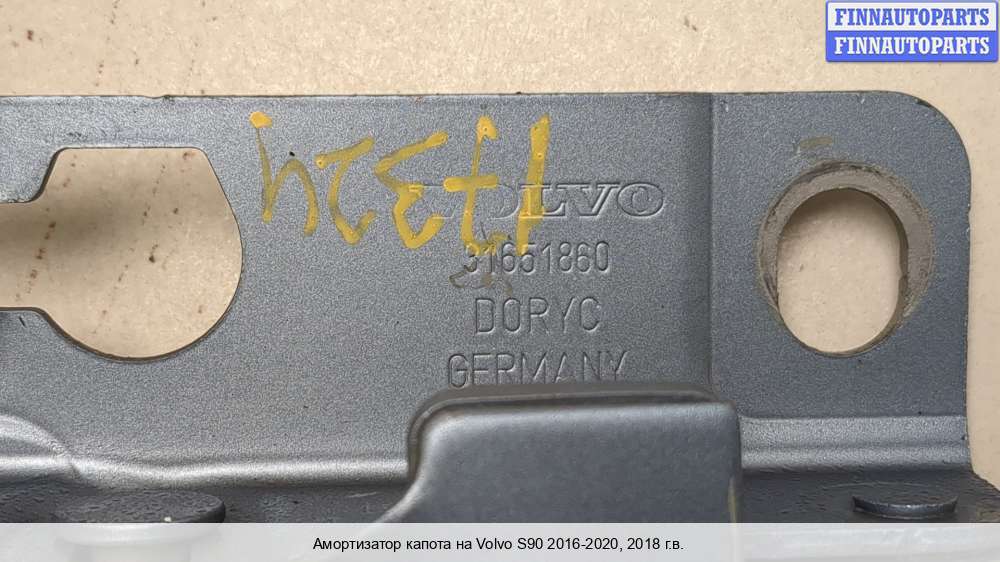 FINNAUTOPARTS
FINNAUTOPARTS
17324
VOLVO
31651860
DORYC
GERMANY
Амортизатор капота на Volvo S90 2016-2020, 2018 г.в.